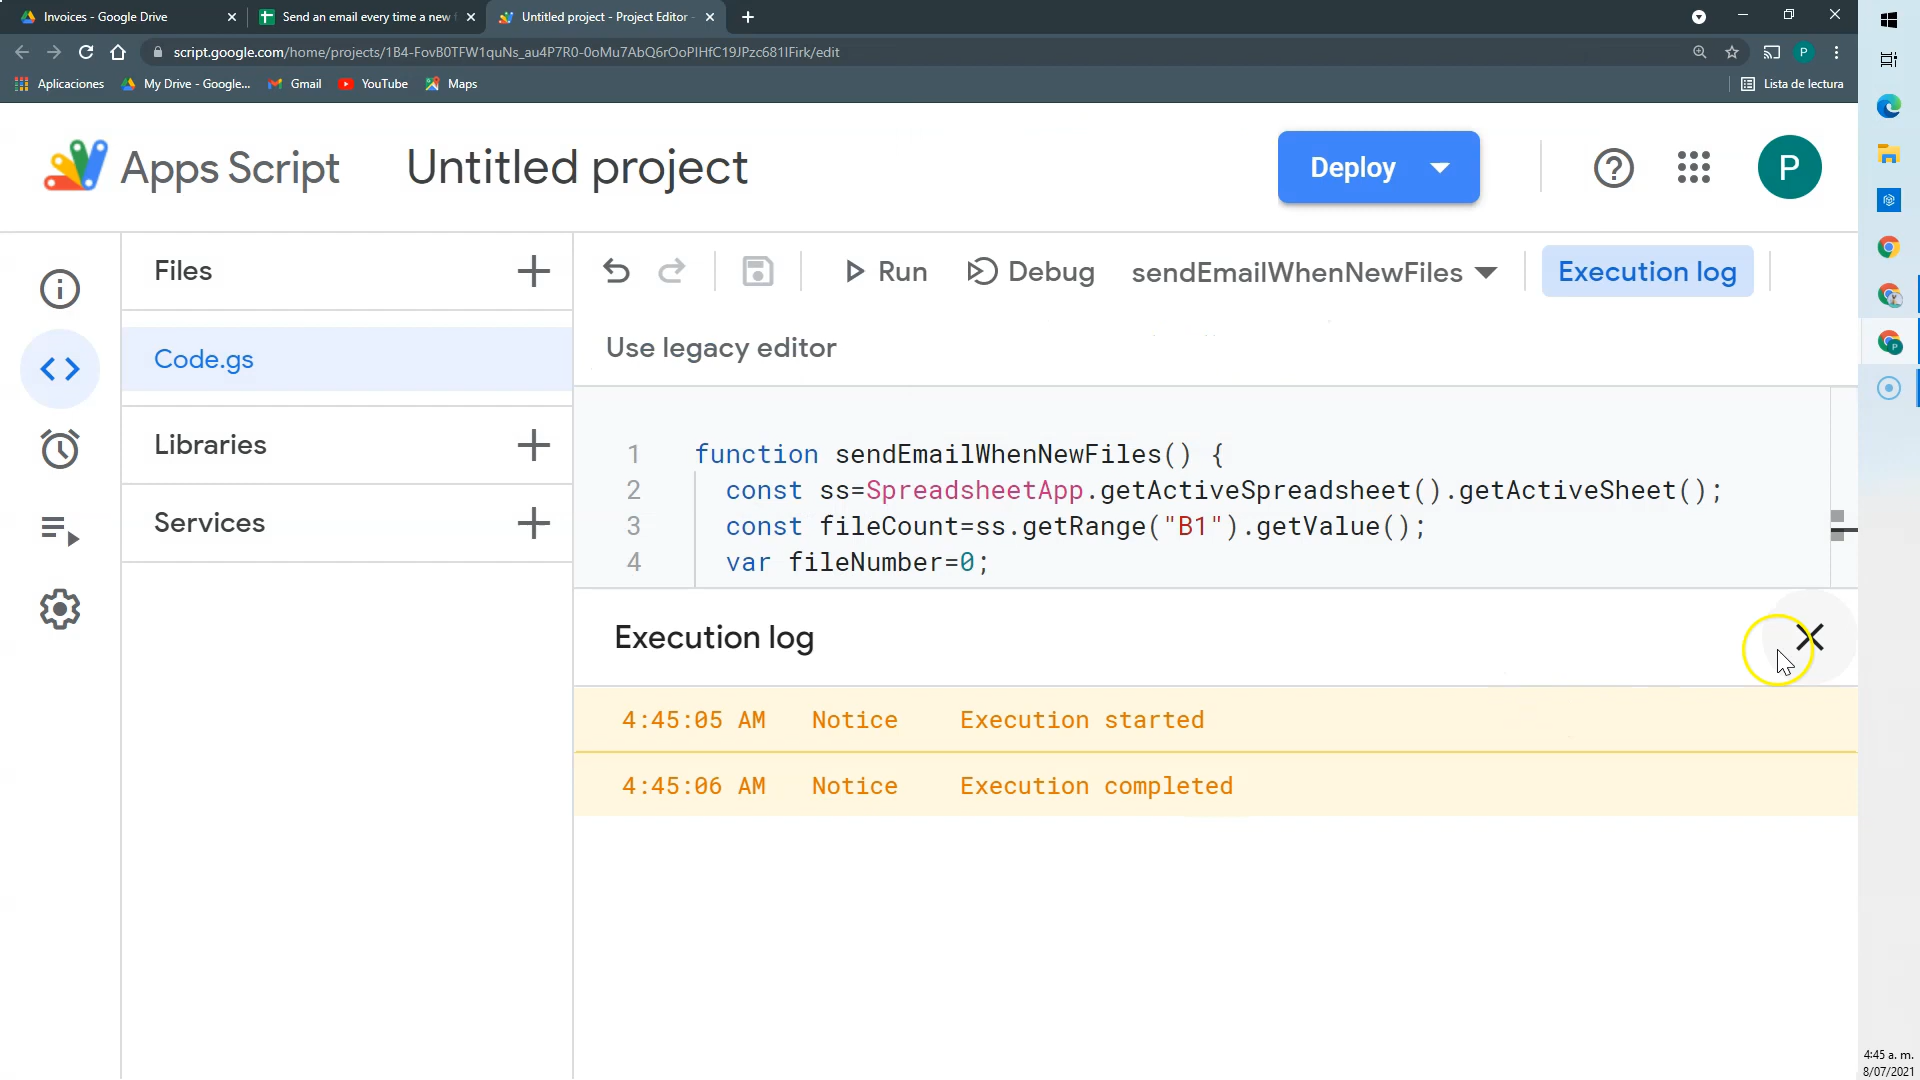 Invoices - Google Drive
Send an email every time a new f
Untitled project - Project Editor -
script.google.com/home/projects/1B4-FovB0TFW1quNs_au4P7R0-0oMu7AbQ6rOoPIHfC19JPzc681IFirk/edit
Aplicaciones
My Drive - Google...
Gmail
YouTube
Maps
Lista de lectura
P
Apps Script
Untitled project
Deploy
P
Files
Run
Debug
sendEmailWhenNewFiles
Execution log
Use legacy editor
Code.gs
Libraries
Services
1 function sendEmailWhenNewFiles() {
2 const ss=SpreadsheetApp.getActiveSpreadsheet().getActiveSheet();
3 const fileCount=ss.getRange("B1").getValue();
4 var fileNumber=0;
Execution log
4:45:05 AM Notice Execution started
4:45:06 AM Notice Execution completed
4:45 a. m.
8/07/2021